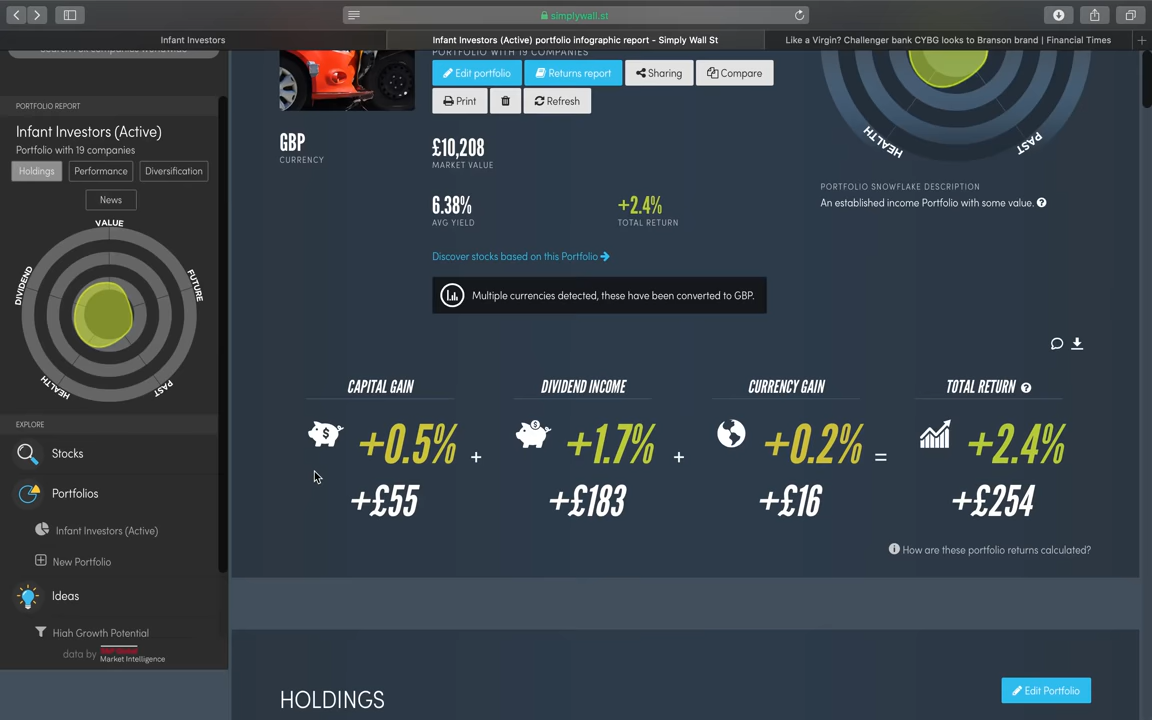 simplywall.st
Infant Investors
Infant Investors (Active) portfolio infographic report - Simply Wall St
Like a Virgin? Challenger bank CYBG looks to Branson brand | Financial Times
PORTFOLIO REPORT
Infant Investors (Active)
Portfolio with 19 companies
Holdings
Performance
Diversification
News
VALUE
FUTURE
PAST
HEALTH
DIVIDEND
EXPLORE
Stocks
Portfolios
Infant Investors (Active)
New Portfolio
Ideas
High Growth Potential
data by
Market Intelligence
PORTFOLIO WITH 19 COMPANIES
Edit portfolio
Returns report
Sharing
Compare
Print
Refresh
GBP
CURRENCY
£10,208
MARKET VALUE
6.38%
AVG YIELD
+2.4%
TOTAL RETURN
Discover stocks based on this Portfolio
Multiple currencies detected, these have been converted to GBP.
HEALTH
PAST
PORTFOLIO SNOWFLAKE DESCRIPTION
An established income Portfolio with some value.
CAPITAL GAIN
+0.5%
+£55
+
DIVIDEND INCOME
+1.7%
+£183
+
CURRENCY GAIN
+0.2%
+£16
=
TOTAL RETURN
+2.4%
+£254
How are these portfolio returns calculated?
HOLDINGS
Edit Portfolio